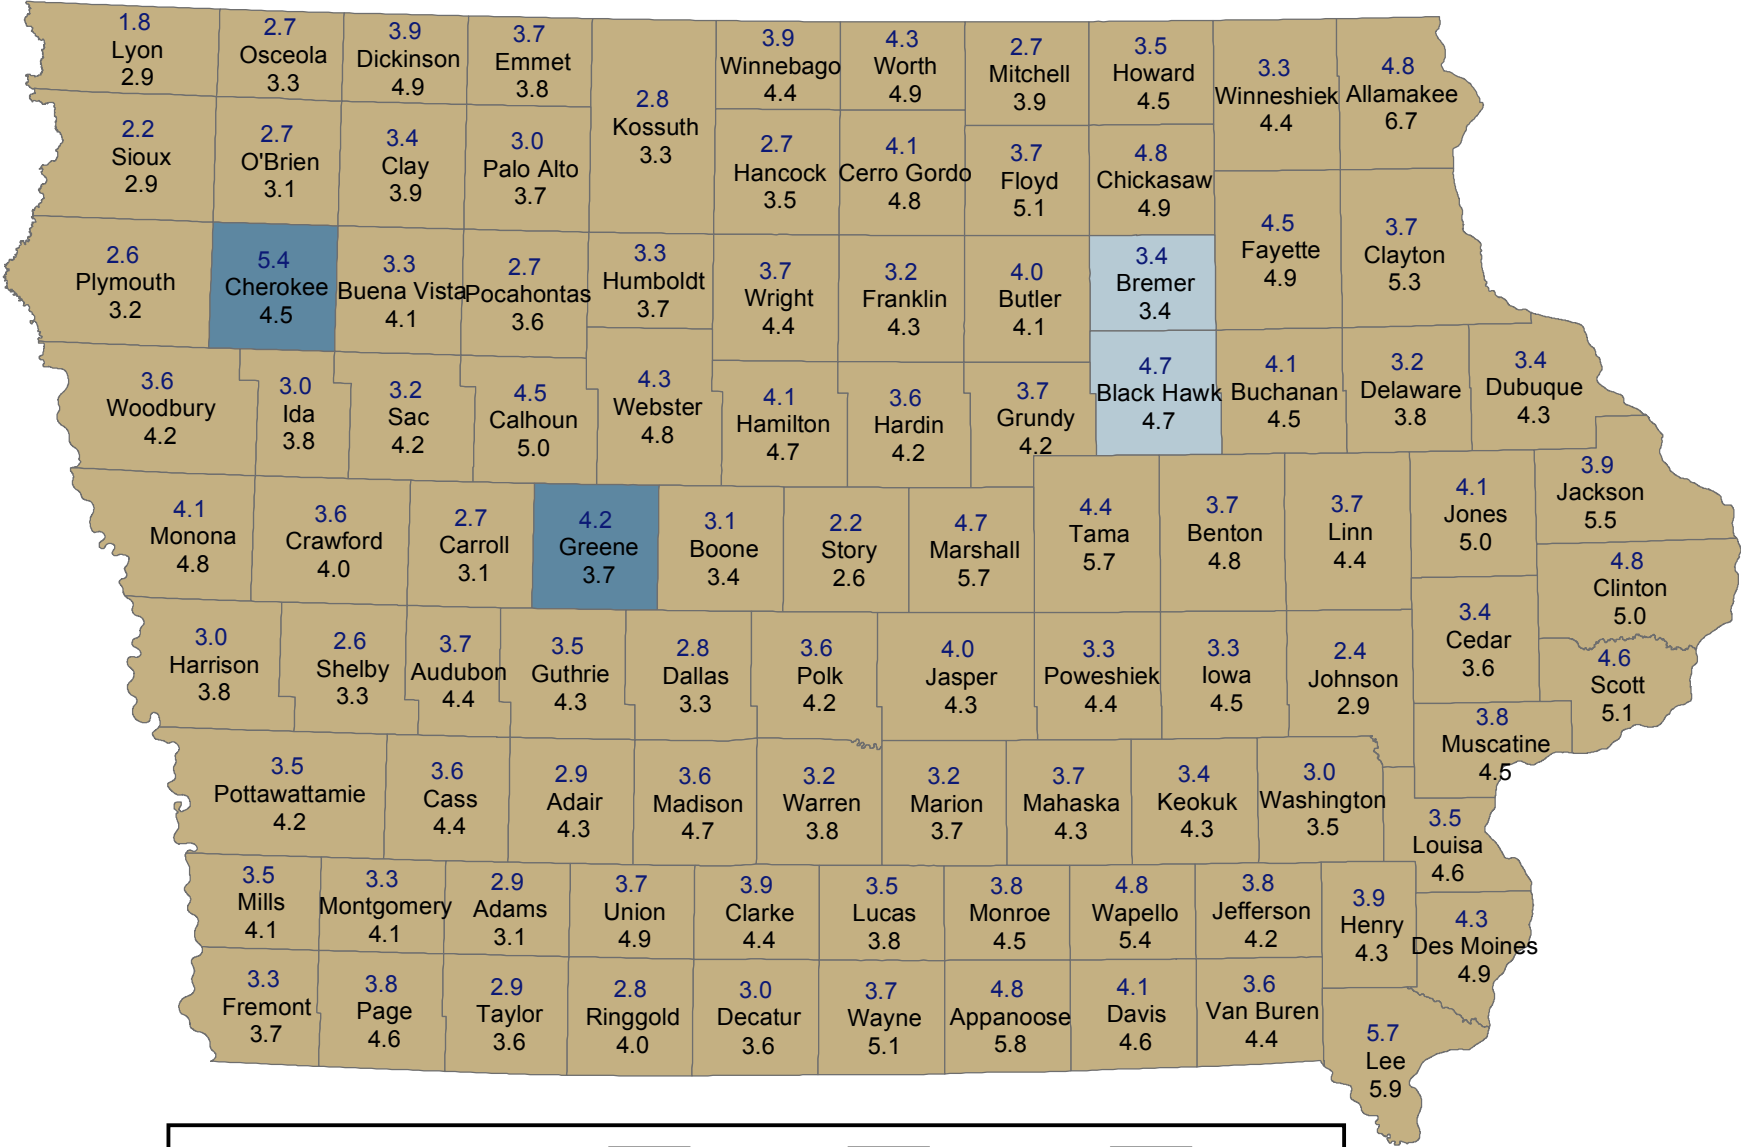 1.8
Lyon
2.9
2.7
Osceola
3.3
3.9
Dickinson
4.9
3.7
Emmet
3.8
2.8
Kossuth
3.3
3.9
Winnebago
4.4
4.3
Worth
4.9
2.7
Mitchell
3.9
3.5
Howard
4.5
3.3
Winneshiek
4.4
4.8
Allamakee
6.7
2.2
Sioux
2.9
2.7
O'Brien
3.1
3.4
Clay
3.9
3.0
Palo Alto
3.7
2.7
Hancock
3.5
4.1
Cerro Gordo
4.8
3.7
Floyd
5.1
4.8
Chickasaw
4.9
4.5
Fayette
4.9
3.7
Clayton
5.3
2.6
Plymouth
3.2
5.4
Cherokee
4.5
3.3
Buena Vista
4.1
2.7
Pocahontas
3.6
3.3
Humboldt
3.7
3.7
Wright
4.4
3.2
Franklin
4.3
4.0
Butler
4.1
3.4
Bremer
3.4
3.6
Woodbury
4.2
3.0
Ida
3.8
3.2
Sac
4.2
4.5
Calhoun
5.0
4.3
Webster
4.8
4.1
Hamilton
4.7
3.6
Hardin
4.2
3.7
Grundy
4.2
4.7
Black Hawk
4.7
4.1
Buchanan
4.5
3.2
Delaware
3.8
3.4
Dubuque
4.3
4.1
Monona
4.8
3.6
Crawford
4.0
2.7
Carroll
3.1
4.2
Greene
3.7
3.1
Boone
3.4
2.2
Story
2.6
4.7
Marshall
5.7
4.4
Tama
5.7
3.7
Benton
4.8
3.7
Linn
4.4
4.1
Jones
5.0
3.9
Jackson
5.5
4.8
Clinton
5.0
3.0
Harrison
3.8
2.6
Shelby
3.3
3.7
Audubon
4.4
3.5
Guthrie
4.3
2.8
Dallas
3.3
3.6
Polk
4.2
4.0
Jasper
4.3
3.3
Poweshiek
4.4
3.3
Iowa
4.5
2.4
Johnson
2.9
3.4
Cedar
3.6
4.6
Scott
5.1
3.8
Muscatine
4.5
3.5
Pottawattamie
4.2
3.6
Cass
4.4
2.9
Adair
4.3
3.6
Madison
4.7
3.2
Warren
3.8
3.2
Marion
3.7
3.7
Mahaska
4.3
3.4
Keokuk
4.3
3.0
Washington
3.5
3.5
Louisa
4.6
3.5
Mills
4.1
3.3
Montgomery
4.1
2.9
Adams
3.1
3.7
Union
4.9
3.9
Clarke
4.4
3.5
Lucas
3.8
3.8
Monroe
4.5
4.8
Wapello
5.4
3.8
Jefferson
4.2
3.9
Henry
4.3
4.3
Des Moines
4.9
3.3
Fremont
3.7
3.8
Page
4.6
2.9
Taylor
3.6
2.8
Ringgold
4.0
3.0
Decatur
3.6
3.7
Wayne
5.1
4.8
Appanoose
5.8
4.1
Davis
4.6
3.6
Van Buren
4.4
5.7
Lee
5.9